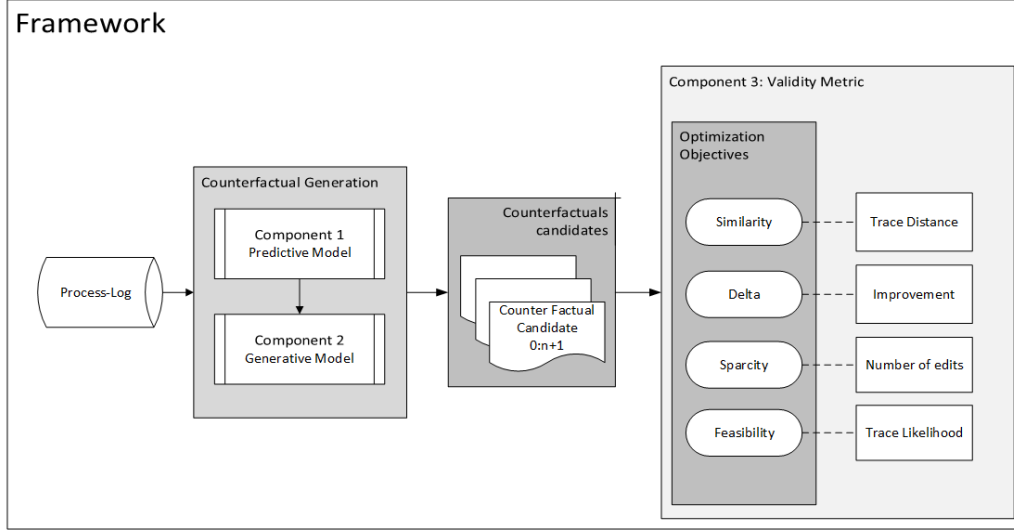 Framework
Process-Log
Counterfactual Generation
Component 1
Predictive Model
Component 2
Generative Model
Counterfactuals
candidates
Counter Factual
Candidate
0:n+1
Component 3: Validity Metric
Optimization
Objectives
Similarity
Trace Distance
Delta
Improvement
Sparcity
Number of edits
Feasibility
Trace Likelihood